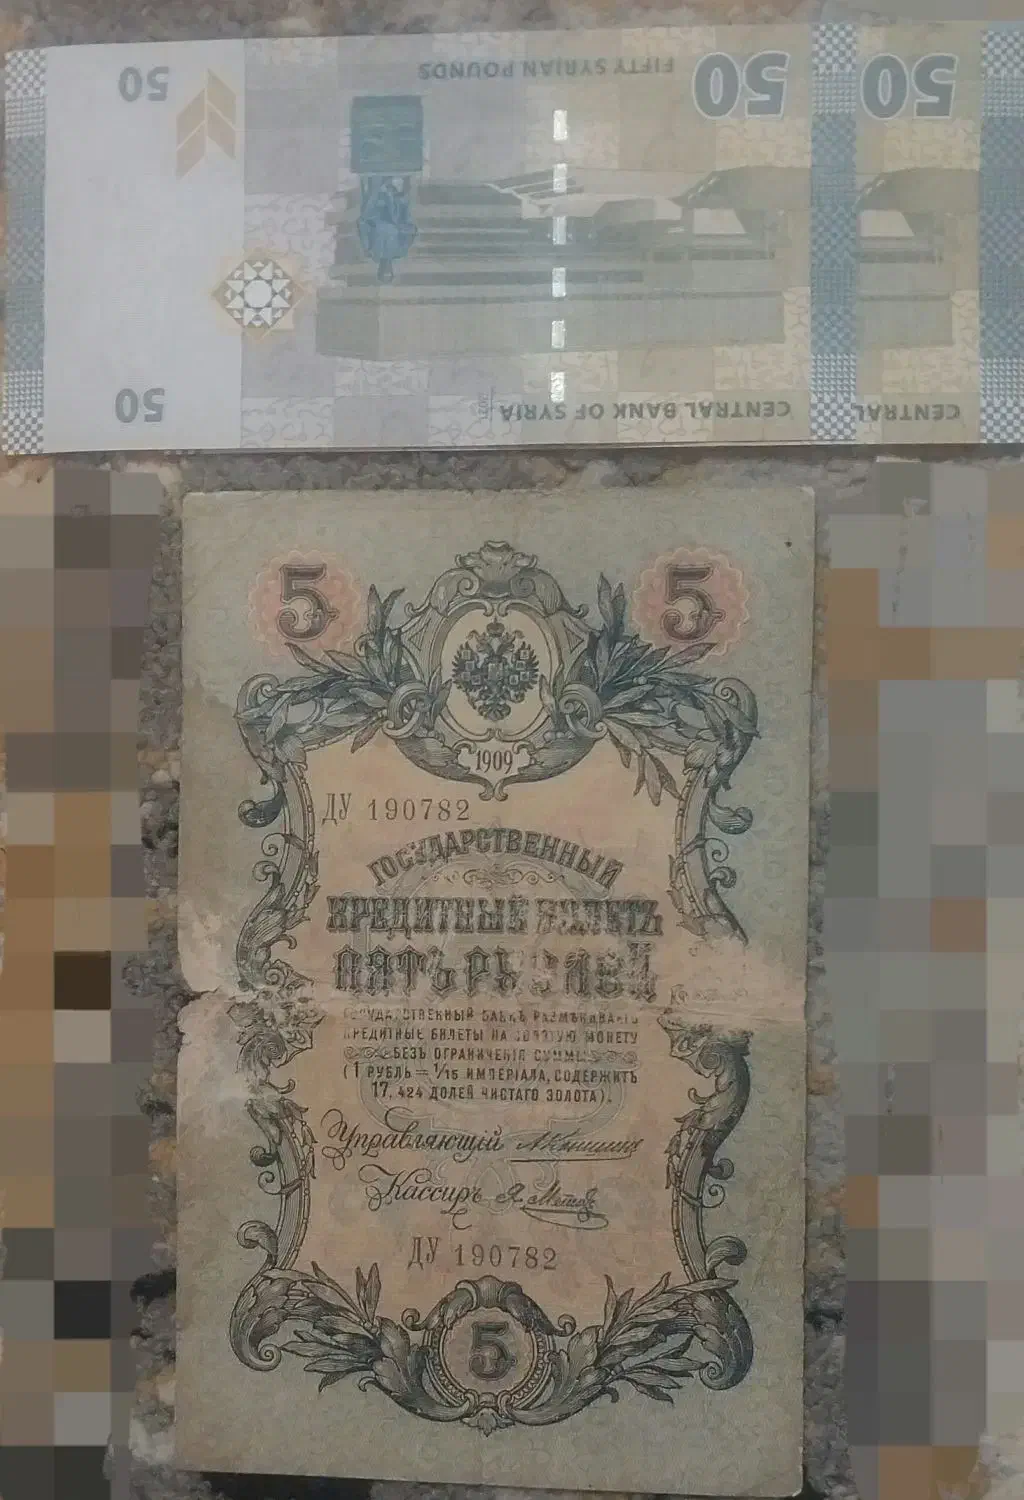 50
FIFTY SYRIAN POUNDS
50
50
50
CENTRAL BANK OF SYRIA
CENTRAL
5
5
1909
ДУ 190782
ГОСУДАРСТВЕННЫЙ
КРЕДИТНЫЙ БИЛЕТЪ
ПЯТЬ РУБЛЕЙ
ГОСУДАРСТВЕННЫЙ БАНКЪ РАЗМѢНИВАЕТЪ
КРЕДИТНЫЕ БИЛЕТЫ НА ЗОЛОТУЮ МОНЕТУ
БЕЗЪ ОГРАНИЧЕНІЯ СУММЫ
(1 РУБЛЬ = 1/15 ИМПЕРІАЛА, СОДЕРЖИТЪ
17,424 ДОЛЕЙ ЧИСТАГО ЗОЛОТА).
Управляющій
Кассиръ
ДУ 190782
5